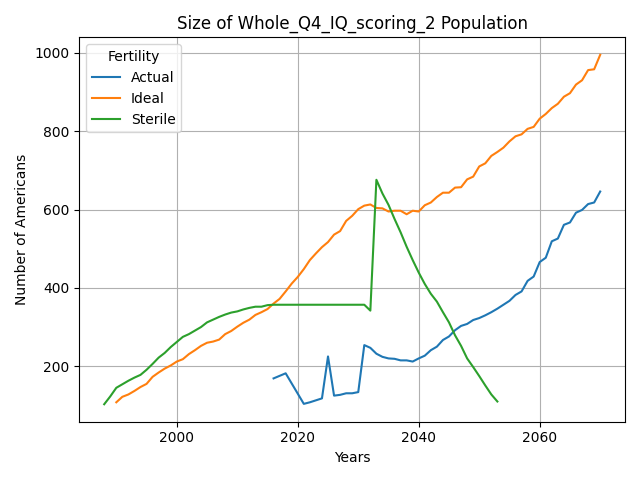 Size of Whole_Q4_IQ_scoring_2 Population
Number of Americans
1000
800
600
400
200
Fertility
Actual
Ideal
Sterile
2000
2020
2040
2060
Years